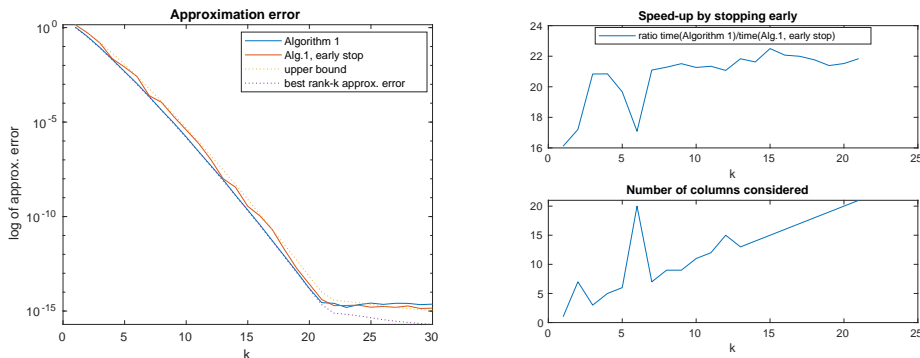 Approximation error
log of approx. error
10^0
10^-5
10^-10
10^-15
Algorithm 1
Alg.1, early stop
upper bound
best rank-k approx. error
0 5 10 15 20 25 30
k
Speed-up by stopping early
24
22
20
18
16
ratio time(Algorithm 1)/time(Alg.1, early stop)
0 5 10 15 20 25
k
Number of columns considered
20
15
10
5
0
0 5 10 15 20 25
k